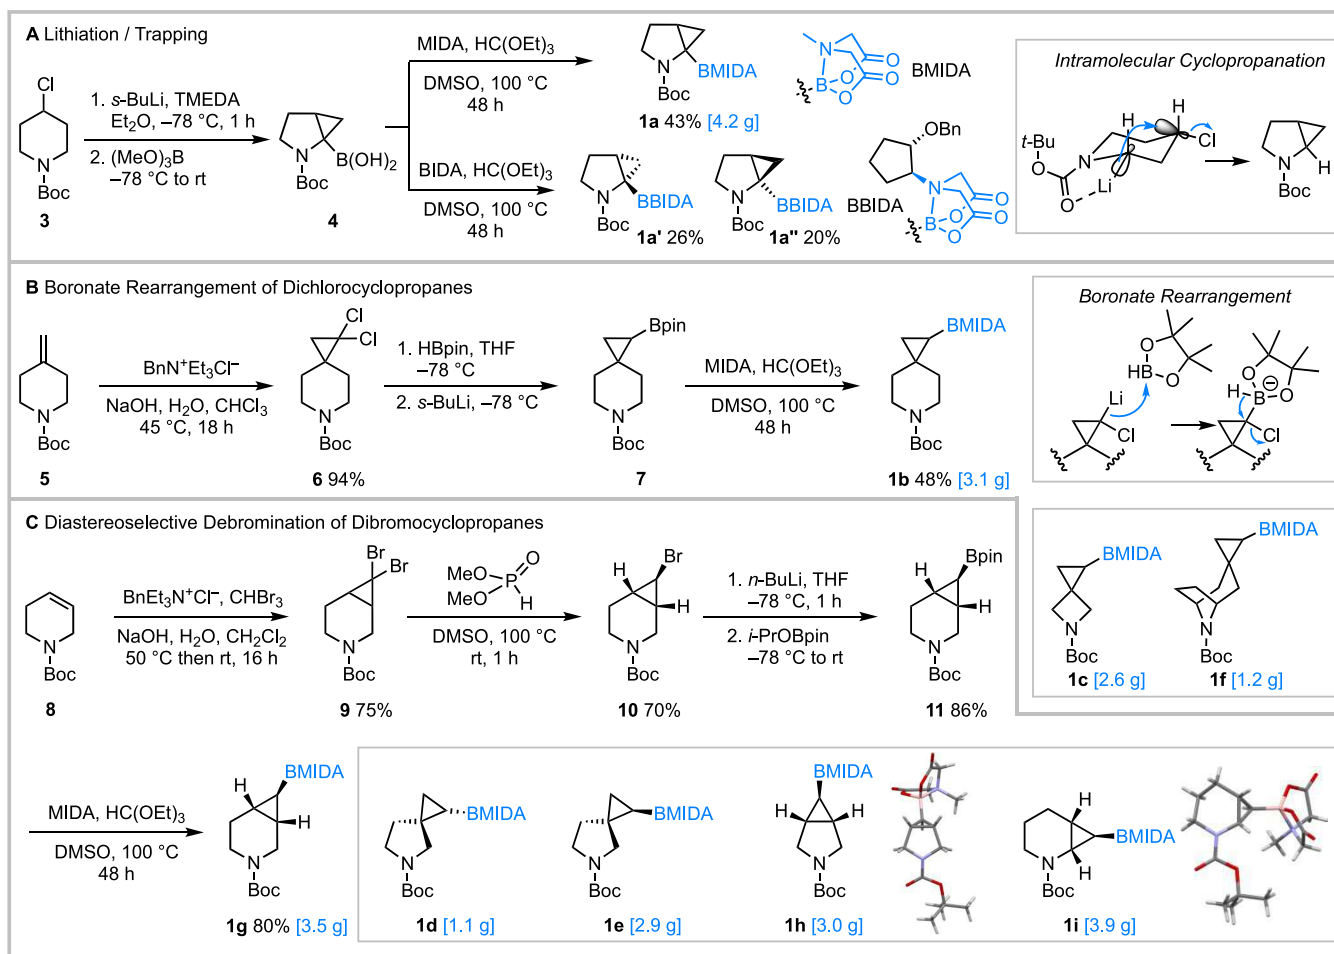 A Lithiation / Trapping
Cl
N
Boc
3
1. s-BuLi, TMEDA
Et2O, –78 °C, 1 h
2. (MeO)3B
–78 °C to rt
N
B(OH)2
Boc
4
MIDA, HC(OEt)3
DMSO, 100 °C
48 h
N
BMIDA
Boc
1a 43% [4.2 g]
N
O
O
B
O
O
BMIDA
BIDA, HC(OEt)3
DMSO, 100 °C
48 h
N
BBIDA
Boc
1a' 26%
N
BBIDA
Boc
1a" 20%
OBn
N
O
O
B
O
O
BBIDA
Intramolecular Cyclopropanation
H
H
Cl
t-Bu
O
N
O
Li
N
H
Boc
B Boronate Rearrangement of Dichlorocyclopropanes
N
Boc
5
BnN+Et3Cl–
NaOH, H2O, CHCl3
45 °C, 18 h
Cl
Cl
N
Boc
6 94%
1. HBpin, THF
–78 °C
2. s-BuLi, –78 °C
Bpin
N
Boc
7
MIDA, HC(OEt)3
DMSO, 100 °C
48 h
BMIDA
N
Boc
1b 48% [3.1 g]
Boronate Rearrangement
O
HB
O
Li
Cl
O
H
B
O
Cl
C Diastereoselective Debromination of Dibromocyclopropanes
N
Boc
8
BnEt3N+Cl–, CHBr3
NaOH, H2O, CH2Cl2
50 °C then rt, 16 h
Br
Br
N
Boc
9 75%
MeO
O
P
MeO
H
DMSO, 100 °C
rt, 1 h
Br
H
H
N
Boc
10 70%
1. n-BuLi, THF
–78 °C, 1 h
2. i-PrOBpin
–78 °C to rt
Bpin
H
H
N
Boc
11 86%
BMIDA
N
Boc
1c [2.6 g]
BMIDA
N
Boc
1f [1.2 g]
MIDA, HC(OEt)3
DMSO, 100 °C
48 h
BMIDA
H
H
N
Boc
1g 80% [3.5 g]
BMIDA
N
Boc
1d [1.1 g]
BMIDA
N
Boc
1e [2.9 g]
BMIDA
H
H
N
Boc
1h [3.0 g]
H
BMIDA
N
H
Boc
1i [3.9 g]